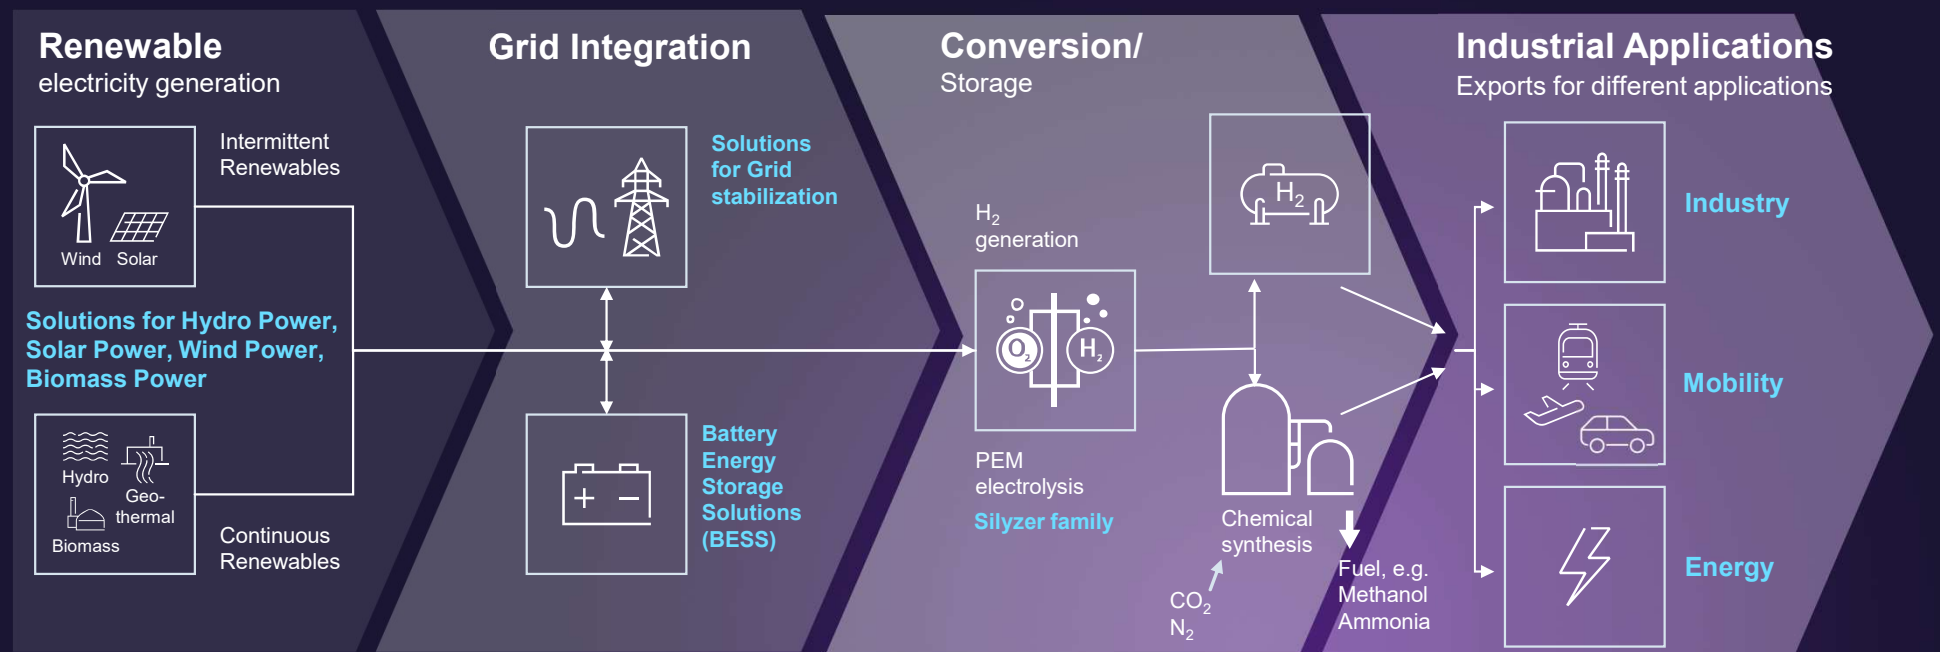 Renewable
electricity generation
Intermittent
Renewables
Wind
Solar
Solutions for Hydro Power,
Solar Power, Wind Power,
Biomass Power
Hydro
Geo-
thermal
Biomass
Continuous
Renewables
Grid Integration
Solutions
for Grid
stabilization
Battery
Energy
Storage
Solutions
(BESS)
+ −
Conversion/
Storage
H₂
generation
O₂
H₂
PEM
electrolysis
Silyzer family
H₂
Chemical
synthesis
CO₂
N₂
Fuel, e.g.
Methanol
Ammonia
Industrial Applications
Exports for different applications
Industry
Mobility
Energy